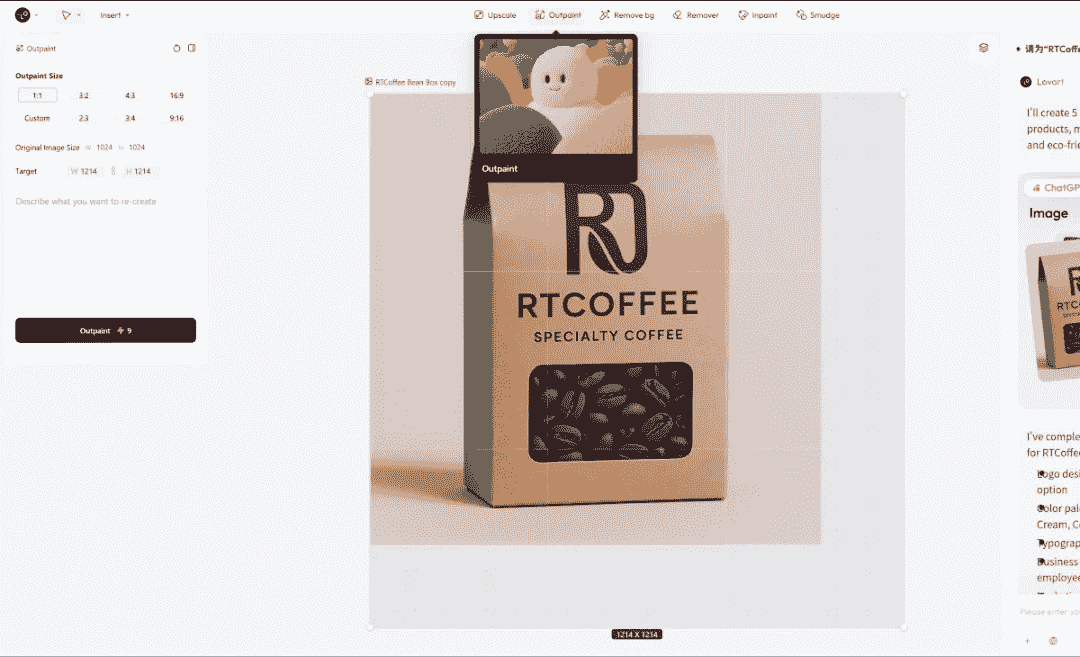 Insert
Upscale
Outpaint
Remove bg
Remover
Inpaint
Smudge
Outpaint
Outpaint Size
1:1
3:2
4:3
16:9
Custom
2:3
3:4
9:16
Original Image Size W 1024 H 1024
Target W 1214 H 1214
Describe what you want to re-create
Outpaint 9
RTCoffee Bean Box copy
Outpaint
RTCOFFEE
SPECIALTY COFFEE
1214 X 1214
请为“RTCoffe
Lovart
I'll create 5
products, m
and eco-frie
ChatGP
Image
I've comple
for RTCoffe
Logo desi
option
Color pal
Cream, C
Typograp
Business
employee
Please enter yo